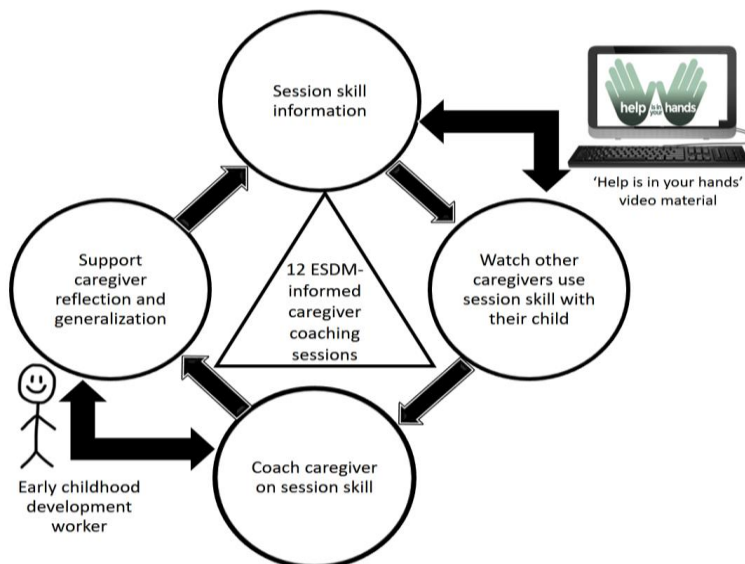 Session skill
information
help is in your hands
'Help is in your hands'
video material
Support
caregiver
reflection and
generalization
12 ESDM-
informed
caregiver
coaching
sessions
Watch other
caregivers use
session skill with
their child
Coach caregiver
on session skill
Early childhood
development
worker